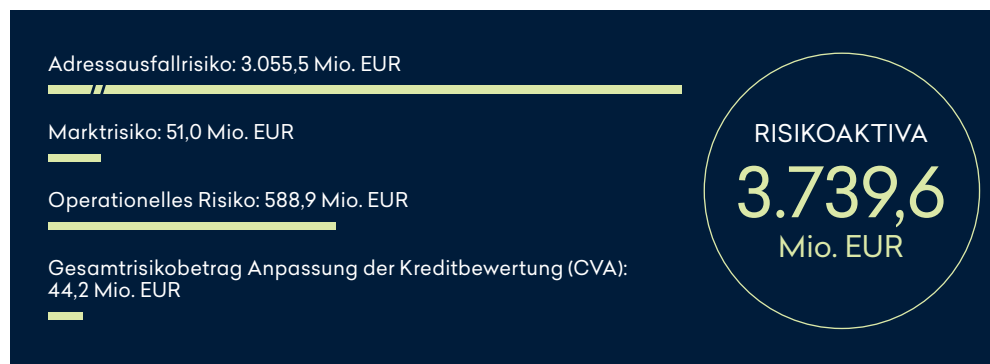 Adressausfallrisiko: 3.055,5 Mio. EUR
Marktrisiko: 51,0 Mio. EUR
Operationelles Risiko: 588,9 Mio. EUR
Gesamtrisikobetrag Anpassung der Kreditbewertung (CVA):
44,2 Mio. EUR
RISIKOAKTIVA
3.739,6
Mio. EUR